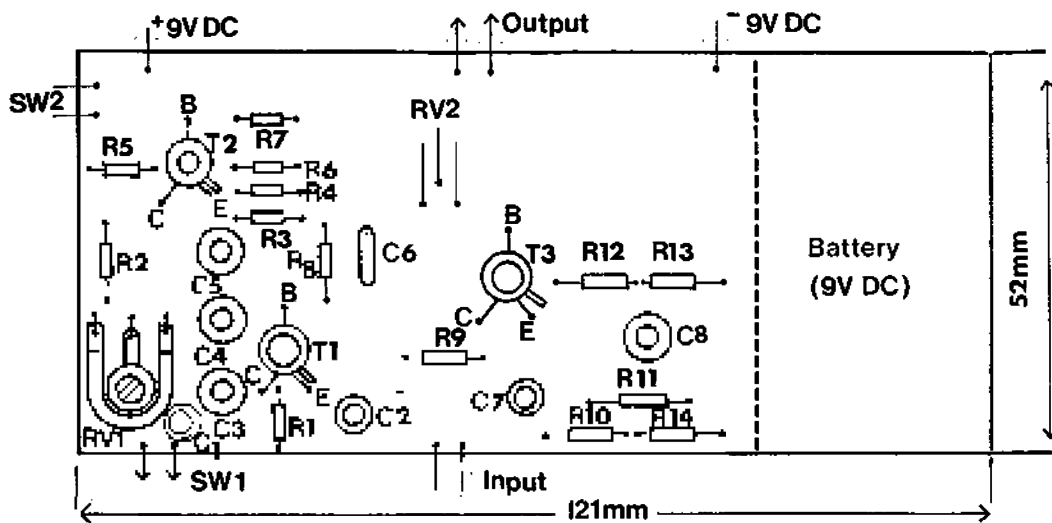 + 9V DC
Output
- 9V DC
SW2
B
RV2
R5
T2
R7
R6
R4
C
E
R3
B
R2
R8
C6
T3
R12
R13
Battery
(9V DC)
52mm
C5
B
C
E
C4
T1
R9
C8
C
E
R11
C7
C2
R10
R14
RV1
C1
C3
R1
SW1
Input
121mm